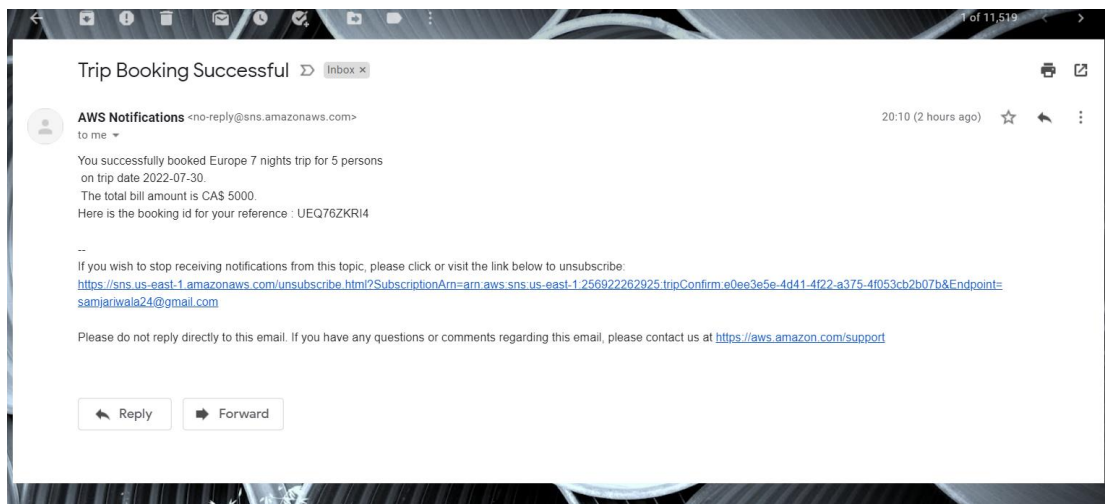 1 of 11,519
Trip Booking Successful Inbox ×
AWS Notifications <no-reply@sns.amazonaws.com> 20:10 (2 hours ago)
to me
You successfully booked Europe 7 nights trip for 5 persons
on trip date 2022-07-30.
The total bill amount is CA$ 5000.
Here is the booking id for your reference : UEQ76ZKRI4
--
If you wish to stop receiving notifications from this topic, please click or visit the link below to unsubscribe:
https://sns.us-east-1.amazonaws.com/unsubscribe.html?SubscriptionArn=arn:aws:sns:us-east-1:256922262925:tripConfirm:e0ee3e5e-4d41-4f22-a375-4f053cb2b07b&Endpoint=
samjariwala24@gmail.com
Please do not reply directly to this email. If you have any questions or comments regarding this email, please contact us at https://aws.amazon.com/support
Reply Forward